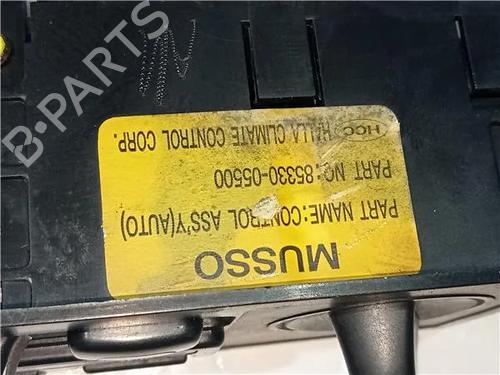 MUSSO
PART NAME:CONTROL ASS'Y(AUTO)
PART NO:85330-05500
HCC HALLA CLIMATE CONTROL CORP.
B-PARTS